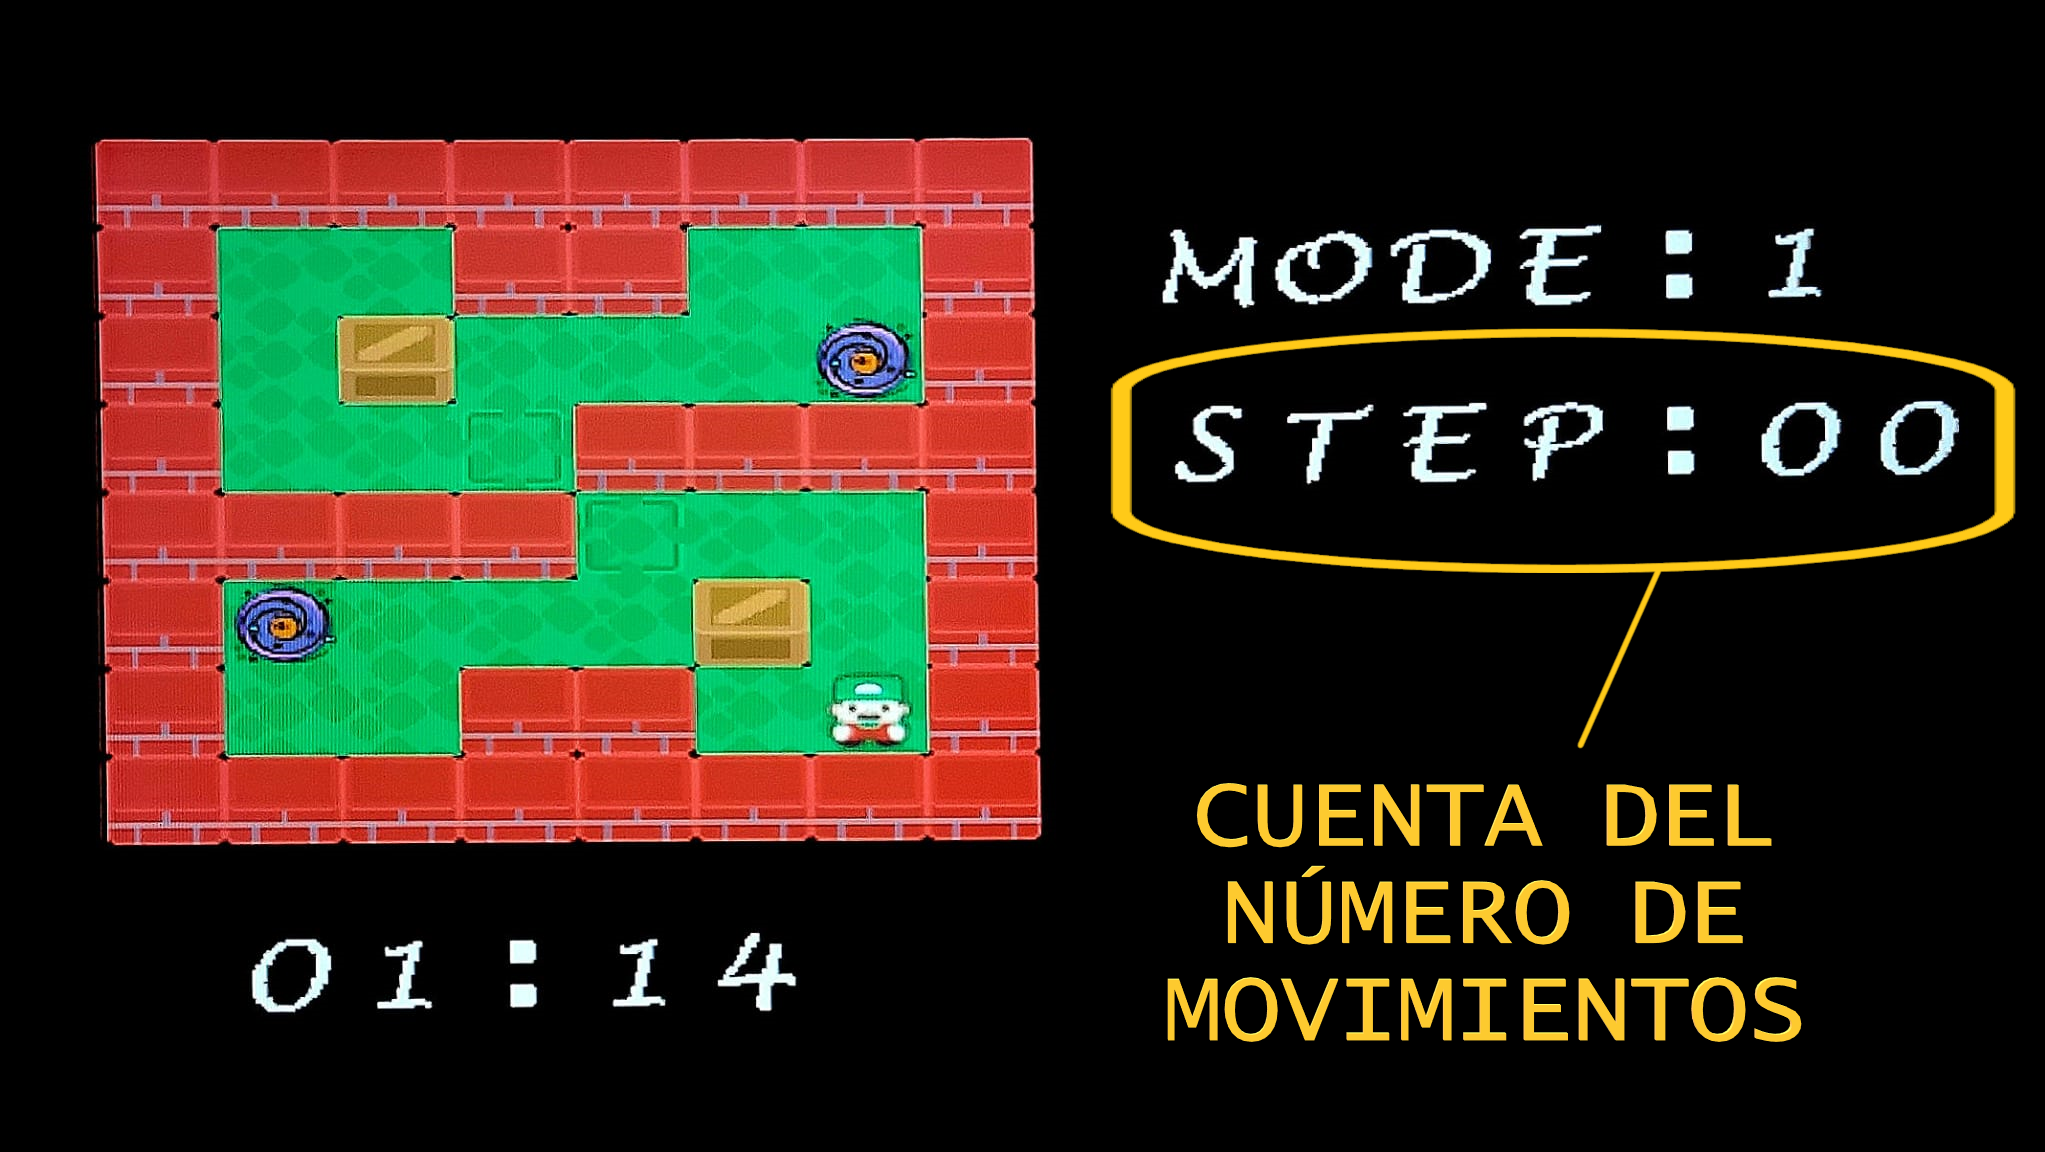 MODE:1
STEP:00
01:14
CUENTA DEL
NÚMERO DE
MOVIMIENTOS